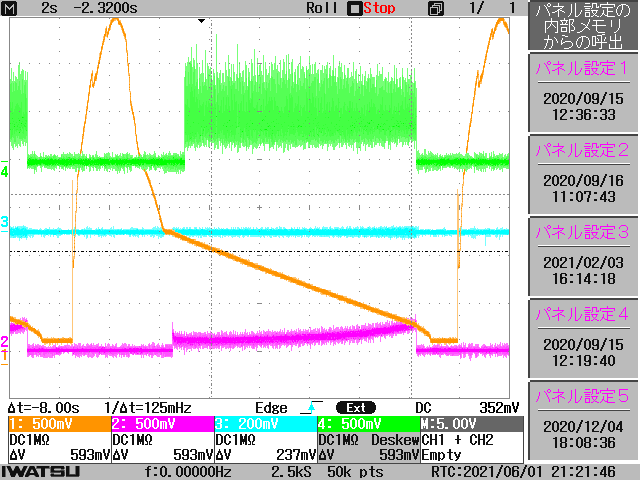 M 2s -2.3200s Roll Stop 1/ 1
パネル設定の
内部メモリ
からの呼出
パネル設定1
2020/09/15
12:36:33
パネル設定2
2020/09/16
11:07:43
パネル設定3
2021/02/03
16:14:18
パネル設定4
2020/09/15
12:19:40
パネル設定5
2020/12/04
18:08:36
4
3
2
1
Δt=-8.00s 1/Δt=125mHz Edge Ext DC 352mV
1: 500mV 2: 500mV 3: 200mV 4: 500mV M:5.00V
DC1MΩ DC1MΩ DC1MΩ DC1MΩ Deskew CH1 + CH2
ΔV 593mV ΔV 593mV ΔV 237mV ΔV 593mV Empty
IWATSU f:0.00000Hz 2.5kS 50k pts RTC:2021/06/01 21:21:46